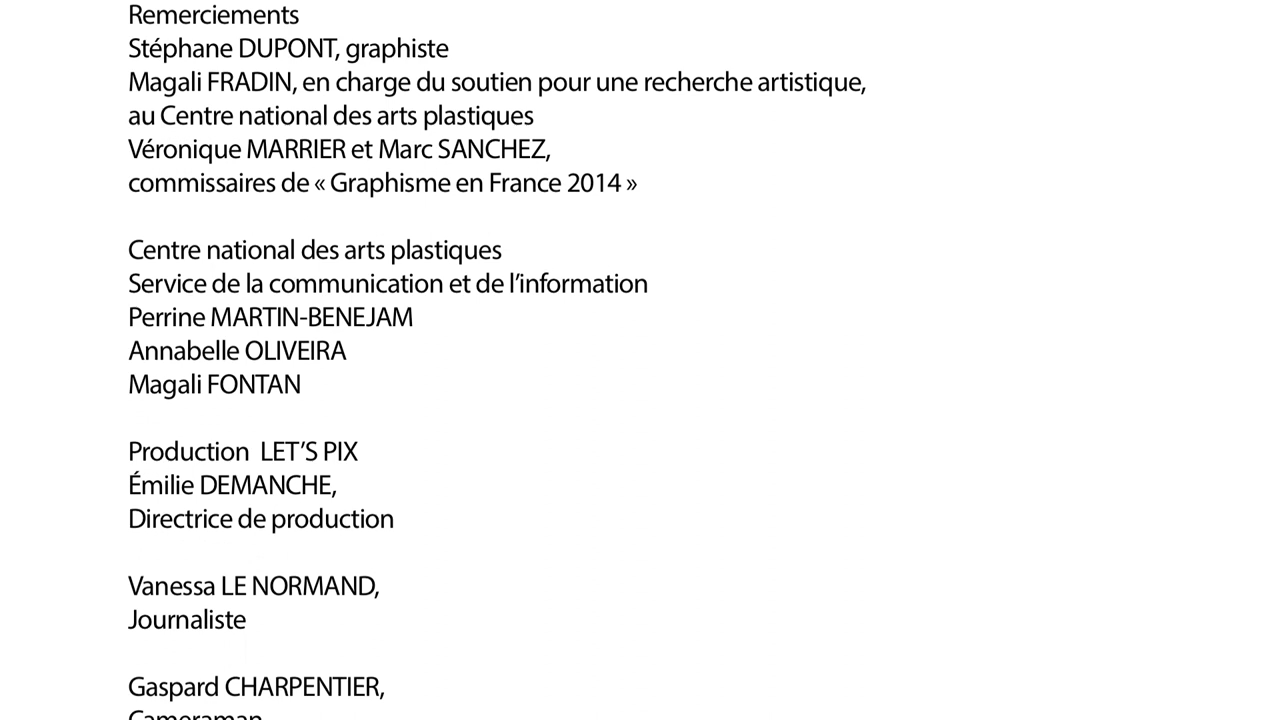 Remerciements
Stéphane DUPONT, graphiste
Magali FRADIN, en charge du soutien pour une recherche artistique,
au Centre national des arts plastiques
Véronique MARRIER et Marc SANCHEZ,
commissaires de « Graphisme en France 2014 »
Centre national des arts plastiques
Service de la communication et de l’information
Perrine MARTIN-BENEJAM
Annabelle OLIVEIRA
Magali FONTAN
Production  LET’S PIX
Émilie DEMANCHE,
Directrice de production
Vanessa LE NORMAND,
Journaliste
Gaspard CHARPENTIER,
Cameraman